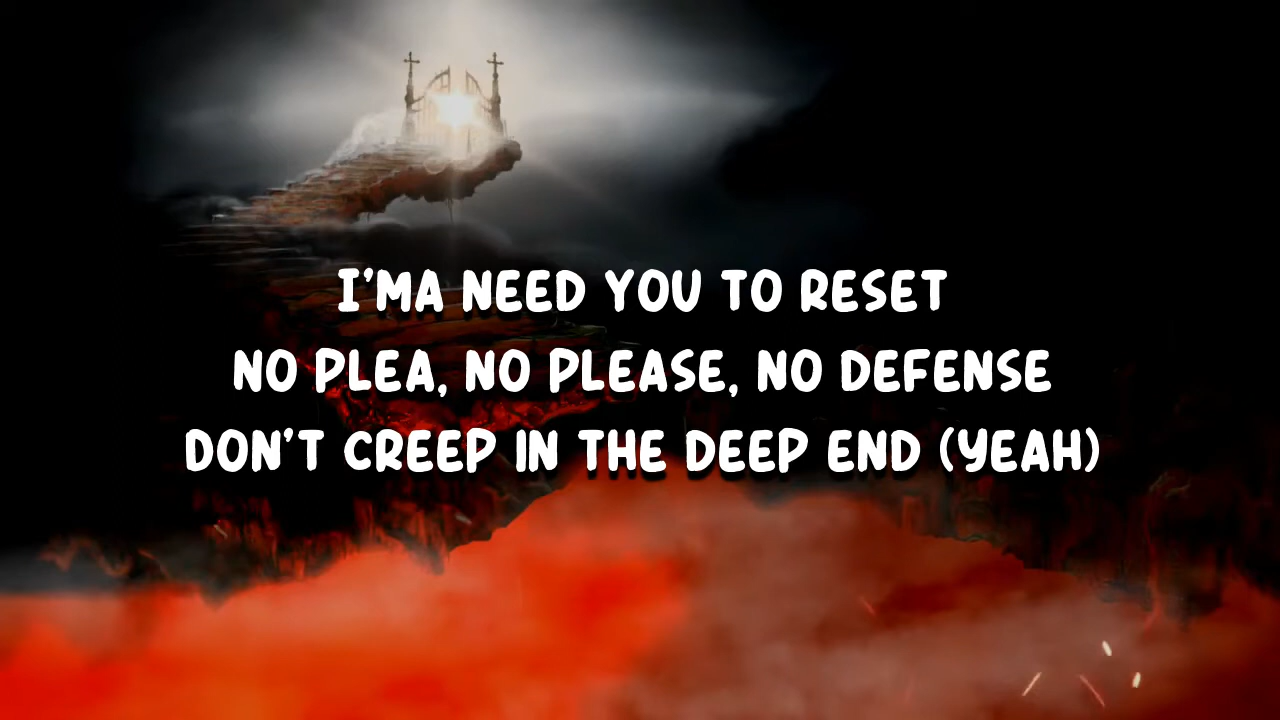 I'MA NEED YOU TO RESET
NO PLEA, NO PLEASE, NO DEFENSE
DON'T CREEP IN THE DEEP END (YEAH)